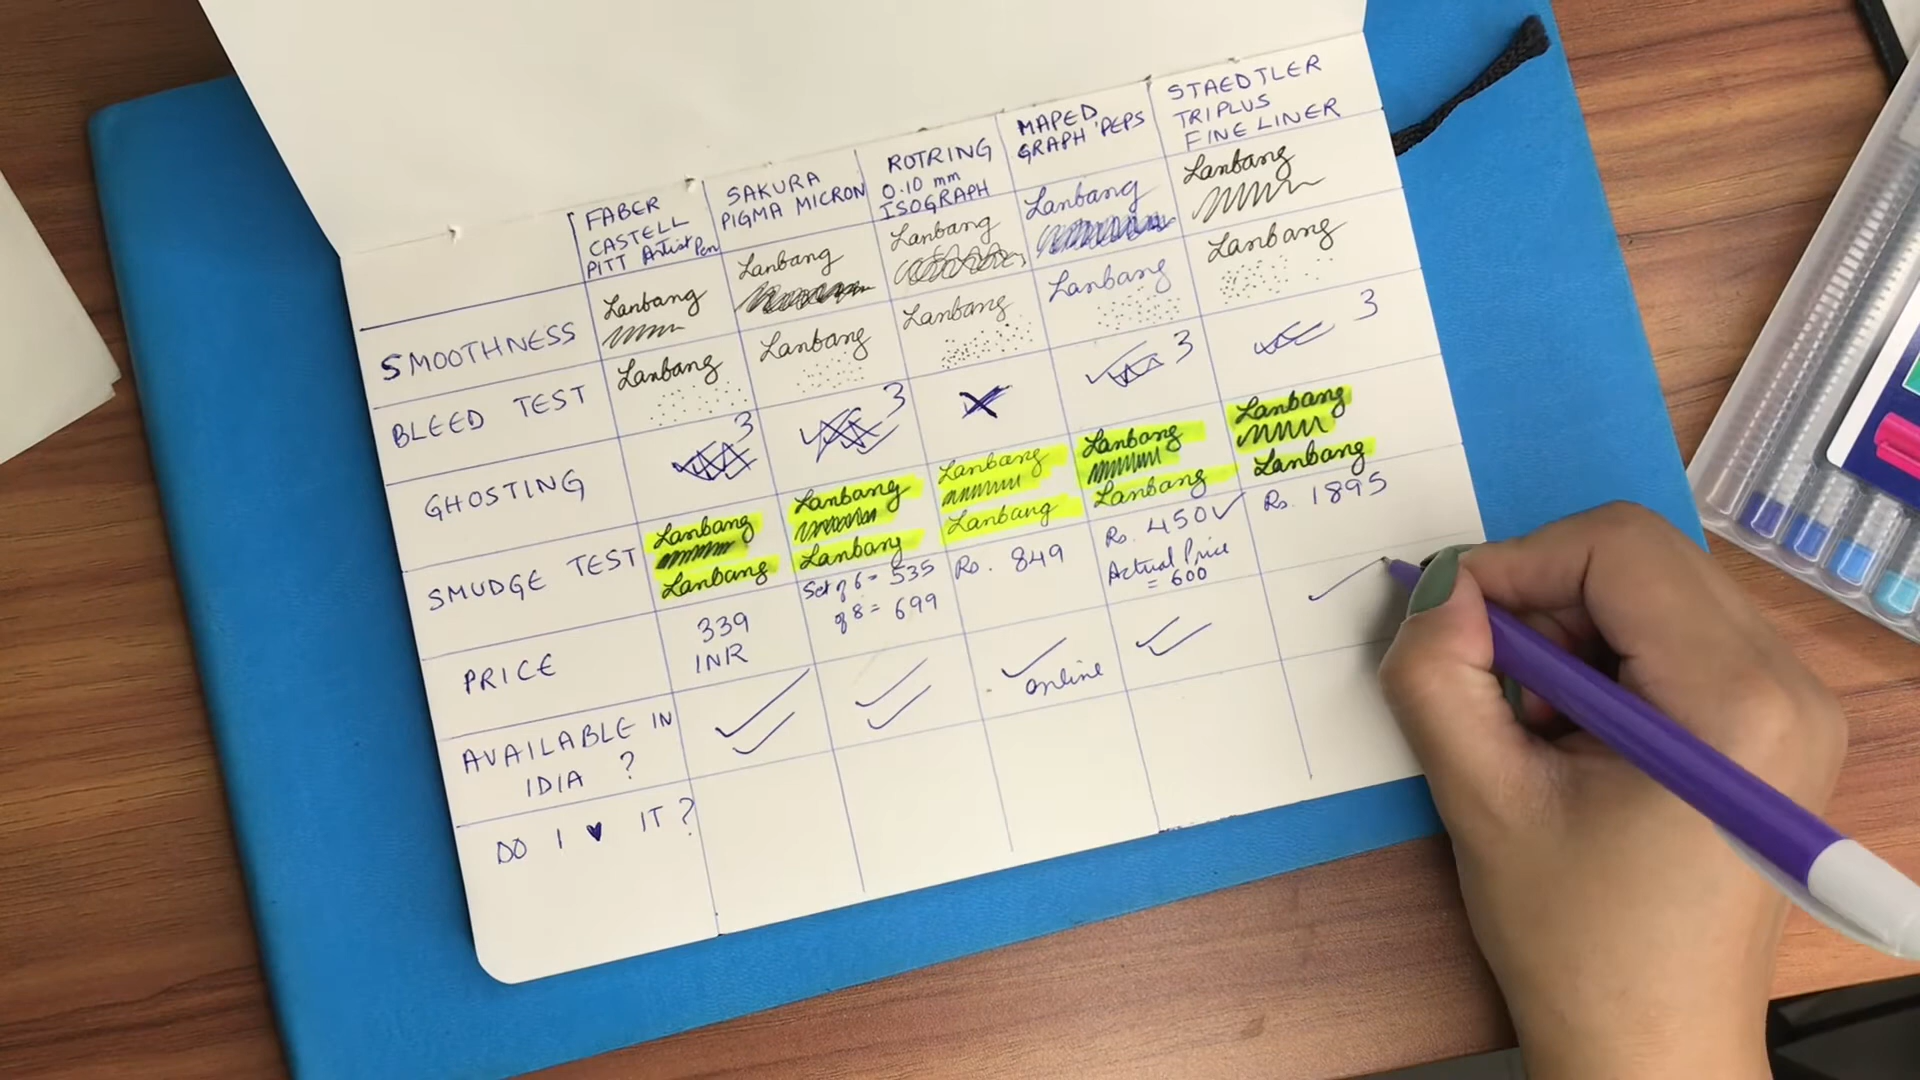 FABER
CASTELL
PITT Artist Pen
SAKURA
PIGMA MICRON
ROTRING
0.10 mm
ISOGRAPH
MAPED
GRAPH'PEPS
STAEDTLER
TRIPLUS
FINE LINER
SMOOTHNESS
Lanbang
Lanbang
Lanbang
Lanbang
Lanbang
BLEED TEST
Lanbang
Lanbang
Lanbang
Lanbang
Lanbang
GHOSTING
3
3
3
3
SMUDGE TEST
Lanbang
Lanbang
Lanbang
Lanbang
Lanbang
Lanbang
Lanbang
Lanbang
Lanbang
Lanbang
PRICE
339
INR
Set of 6 = 535
of 8 = 699
Rs. 849
Rs. 450
Actual Price
= 600
Rs. 1895
AVAILABLE IN
IDIA ?
online
DO I ♥ IT?